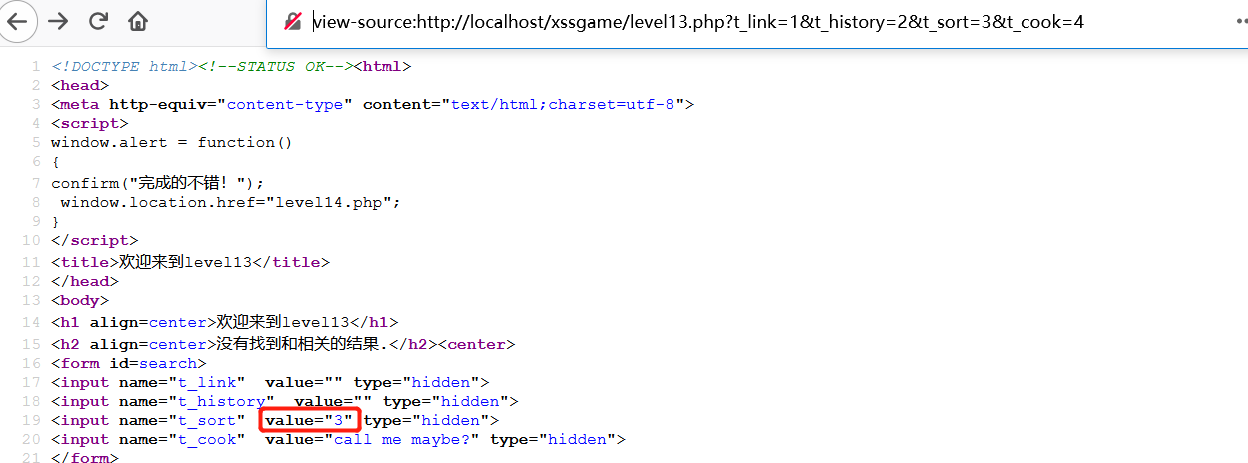 view-source:http://localhost/xssgame/level13.php?t_link=1&t_history=2&t_sort=3&t_cook=4
1 <!DOCTYPE html><!--STATUS OK--><html>
2 <head>
3 <meta http-equiv="content-type" content="text/html;charset=utf-8">
4 <script>
5 window.alert = function()
6 {
7 confirm("完成的不错！");
8  window.location.href="level14.php";
9 }
10 </script>
11 <title>欢迎来到level13</title>
12 </head>
13 <body>
14 <h1 align=center>欢迎来到level13</h1>
15 <h2 align=center>没有找到和相关的结果.</h2><center>
16 <form id=search>
17 <input name="t_link"  value="" type="hidden">
18 <input name="t_history"  value="" type="hidden">
19 <input name="t_sort"  value="3" type="hidden">
20 <input name="t_cook"  value="call me maybe?" type="hidden">
21 </form>